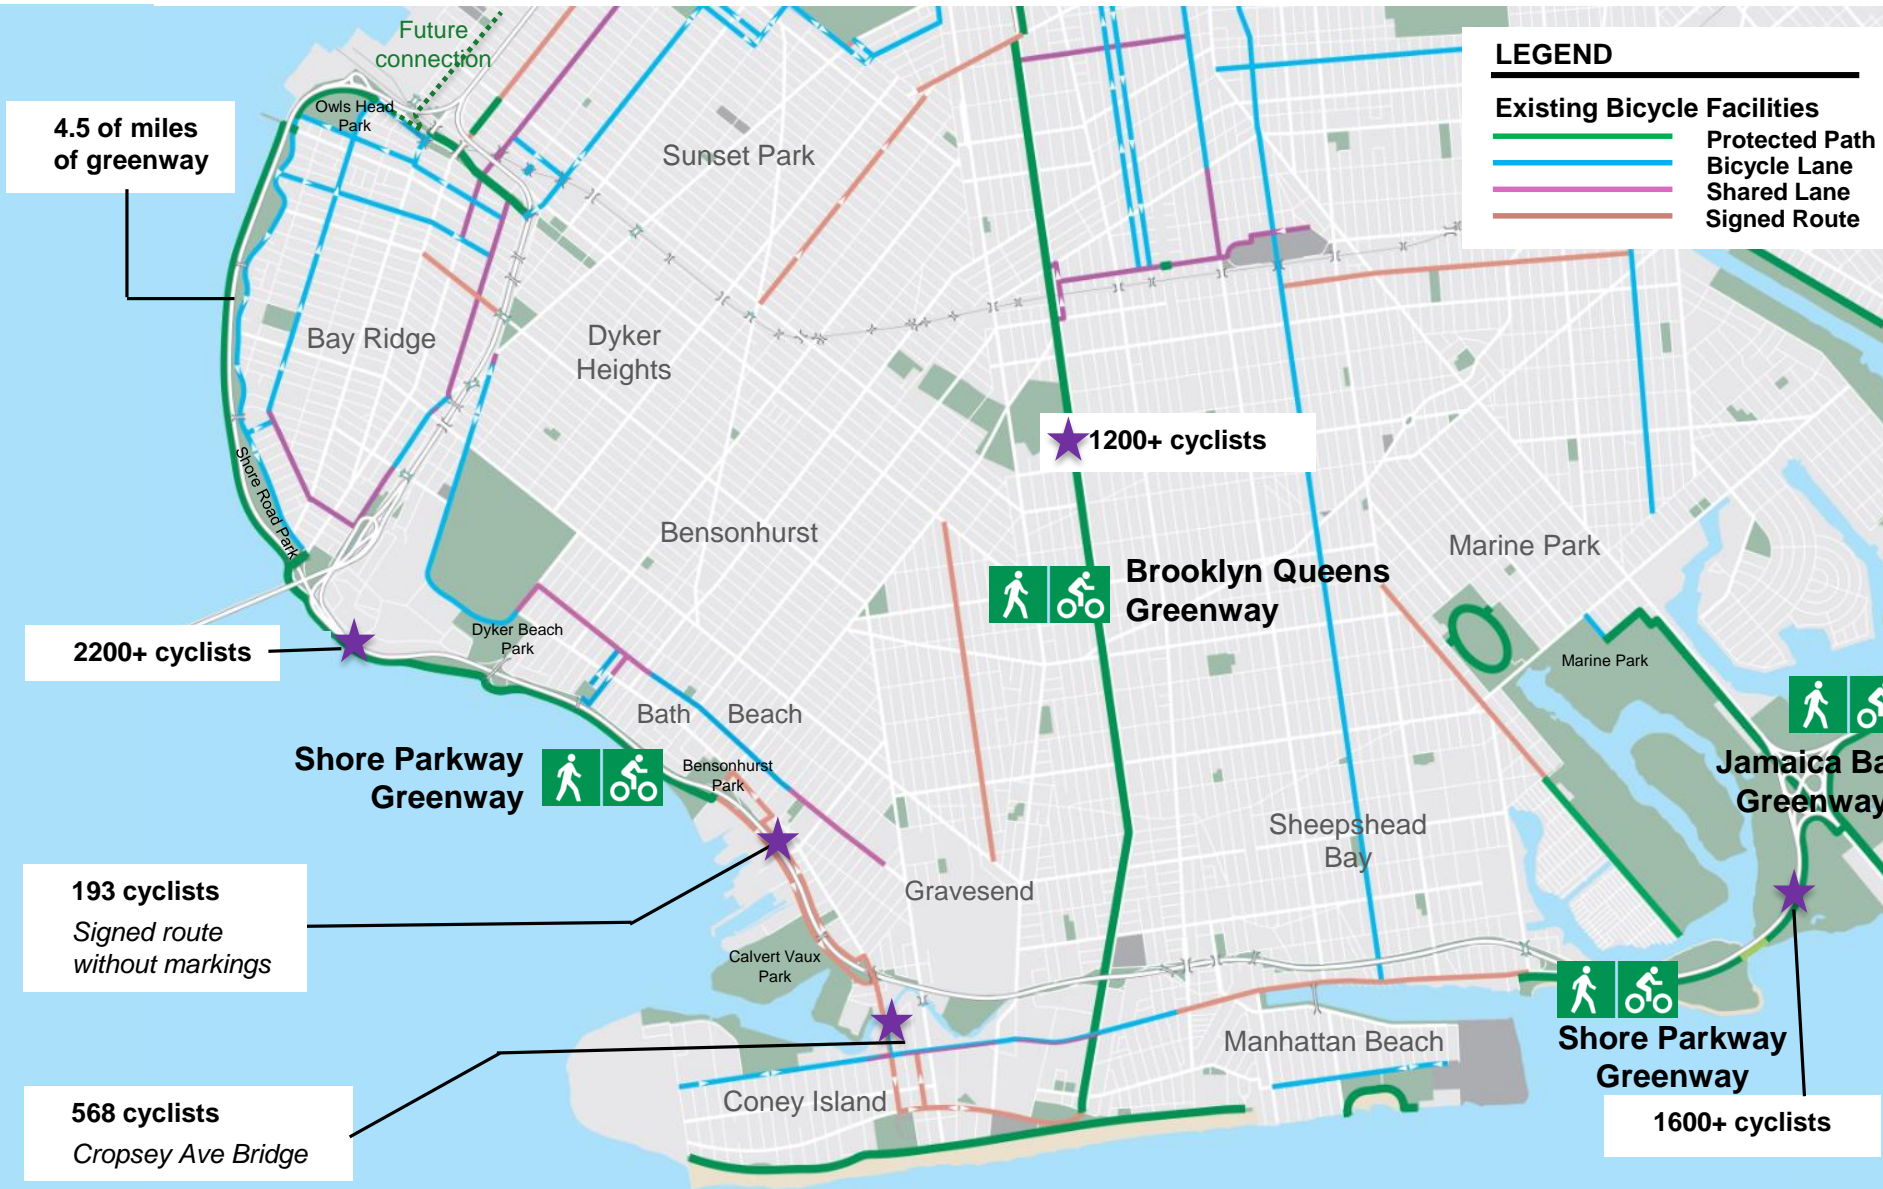 Future
connection
LEGEND
Existing Bicycle Facilities
Protected Path
Bicycle Lane
Shared Lane
Signed Route
Owls Head
Park
4.5 of miles
of greenway
Sunset Park
Bay Ridge
Dyker
Heights
1200+ cyclists
Shore Road Park
Bensonhurst
Marine Park
Brooklyn Queens
Greenway
2200+ cyclists
Dyker Beach
Park
Marine Park
Bath Beach
Shore Parkway
Greenway
Bensonhurst
Park
Jamaica Ba
Greenway
Sheepshead
Bay
193 cyclists
Signed route
without markings
Gravesend
Calvert Vaux
Park
Manhattan Beach
Shore Parkway
Greenway
Coney Island
568 cyclists
Cropsey Ave Bridge
1600+ cyclists